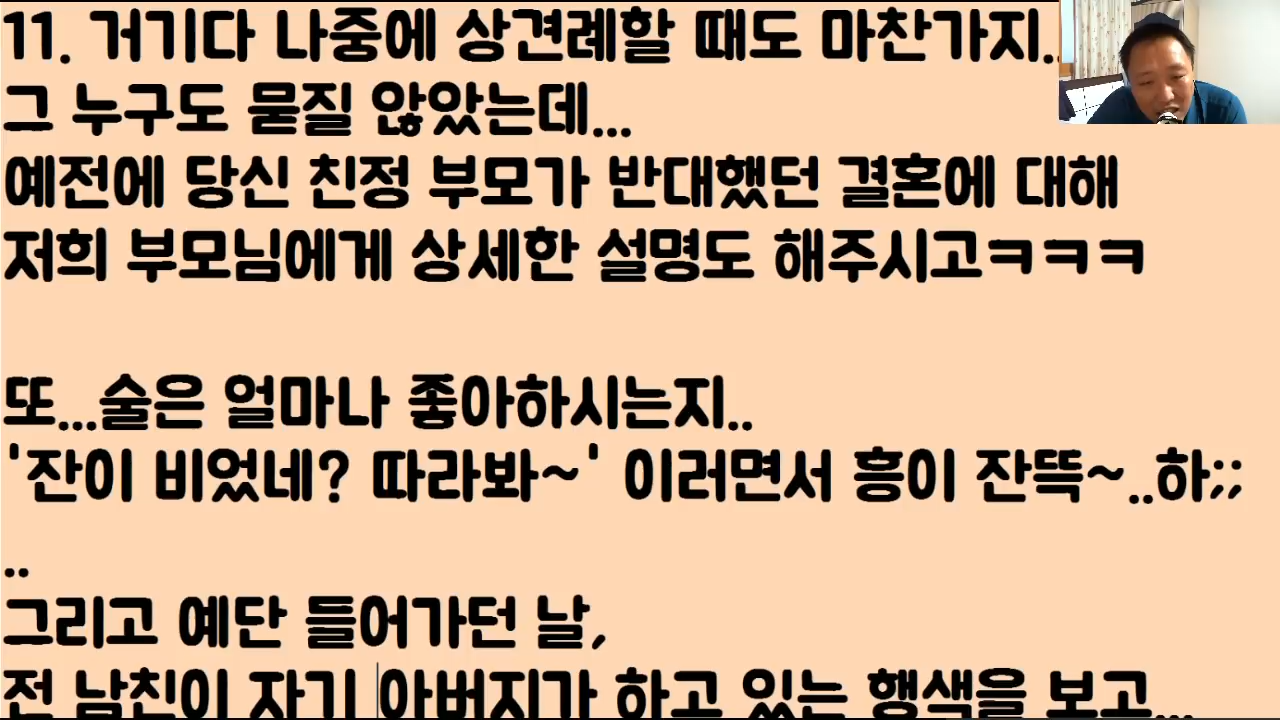 11. 거기다 나중에 상견례할 때도 마찬가지..
그 누구도 묻질 않았는데...
예전에 당신 친정 부모가 반대했던 결혼에 대해
저희 부모님에게 상세한 설명도 해주시고ㅋㅋㅋ
또...술은 얼마나 좋아하시는지..
'잔이 비었네? 따라봐~' 이러면서 흥이 잔뜩~..하;;
..
그리고 예단 들어가던 날,
전 남친이 자기 아버지가 하고 있는 행색을 보고...